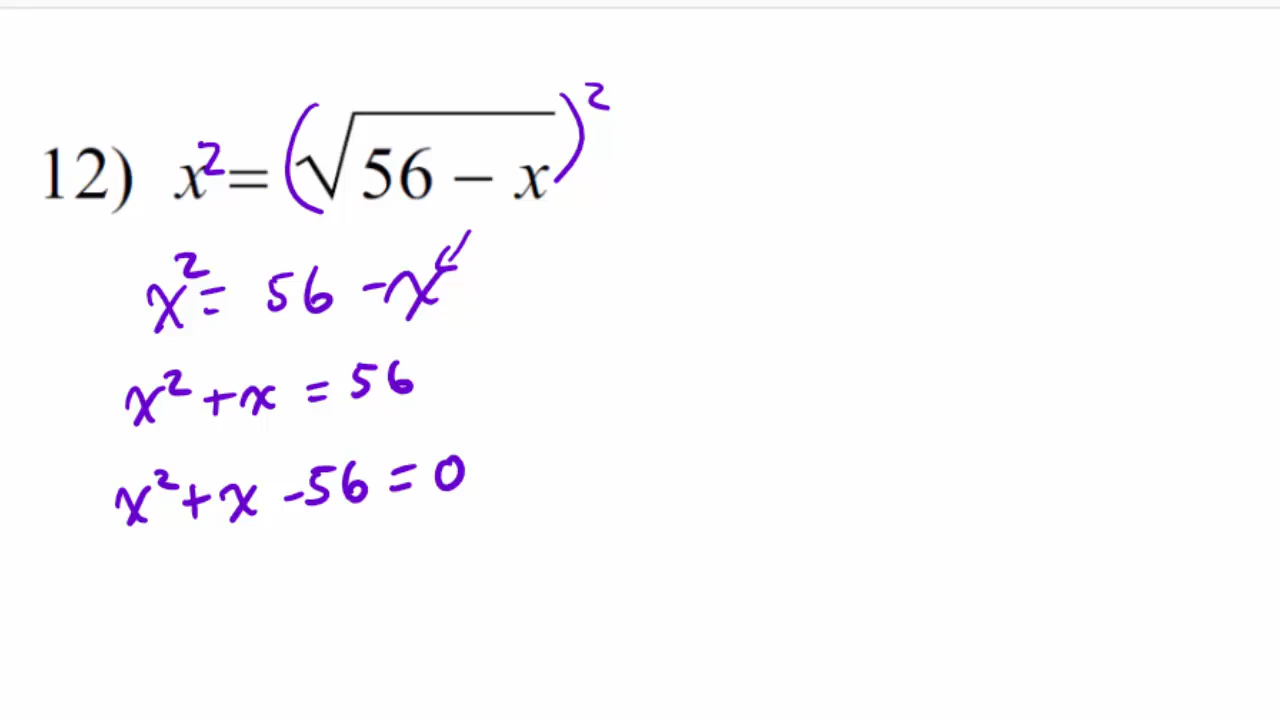 12) x² = (√56 − x)²
x² = 56 − x
x² + x = 56
x² + x − 56 = 0